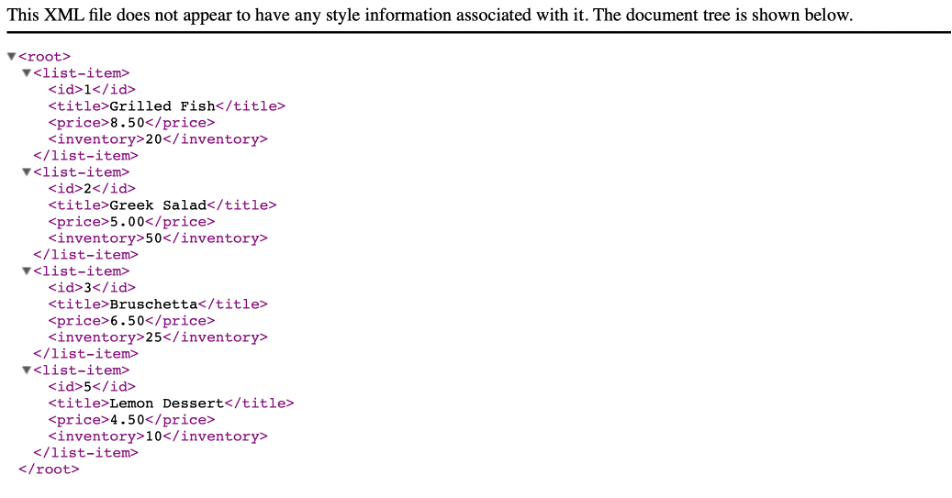 This XML file does not appear to have any style information associated with it. The document tree is shown below.
▼<root>
▼<list-item>
<id>1</id>
<title>Grilled Fish</title>
<price>8.50</price>
<inventory>20</inventory>
</list-item>
▼<list-item>
<id>2</id>
<title>Greek Salad</title>
<price>5.00</price>
<inventory>50</inventory>
</list-item>
▼<list-item>
<id>3</id>
<title>Bruschetta</title>
<price>6.50</price>
<inventory>25</inventory>
</list-item>
▼<list-item>
<id>5</id>
<title>Lemon Dessert</title>
<price>4.50</price>
<inventory>10</inventory>
</list-item>
</root>